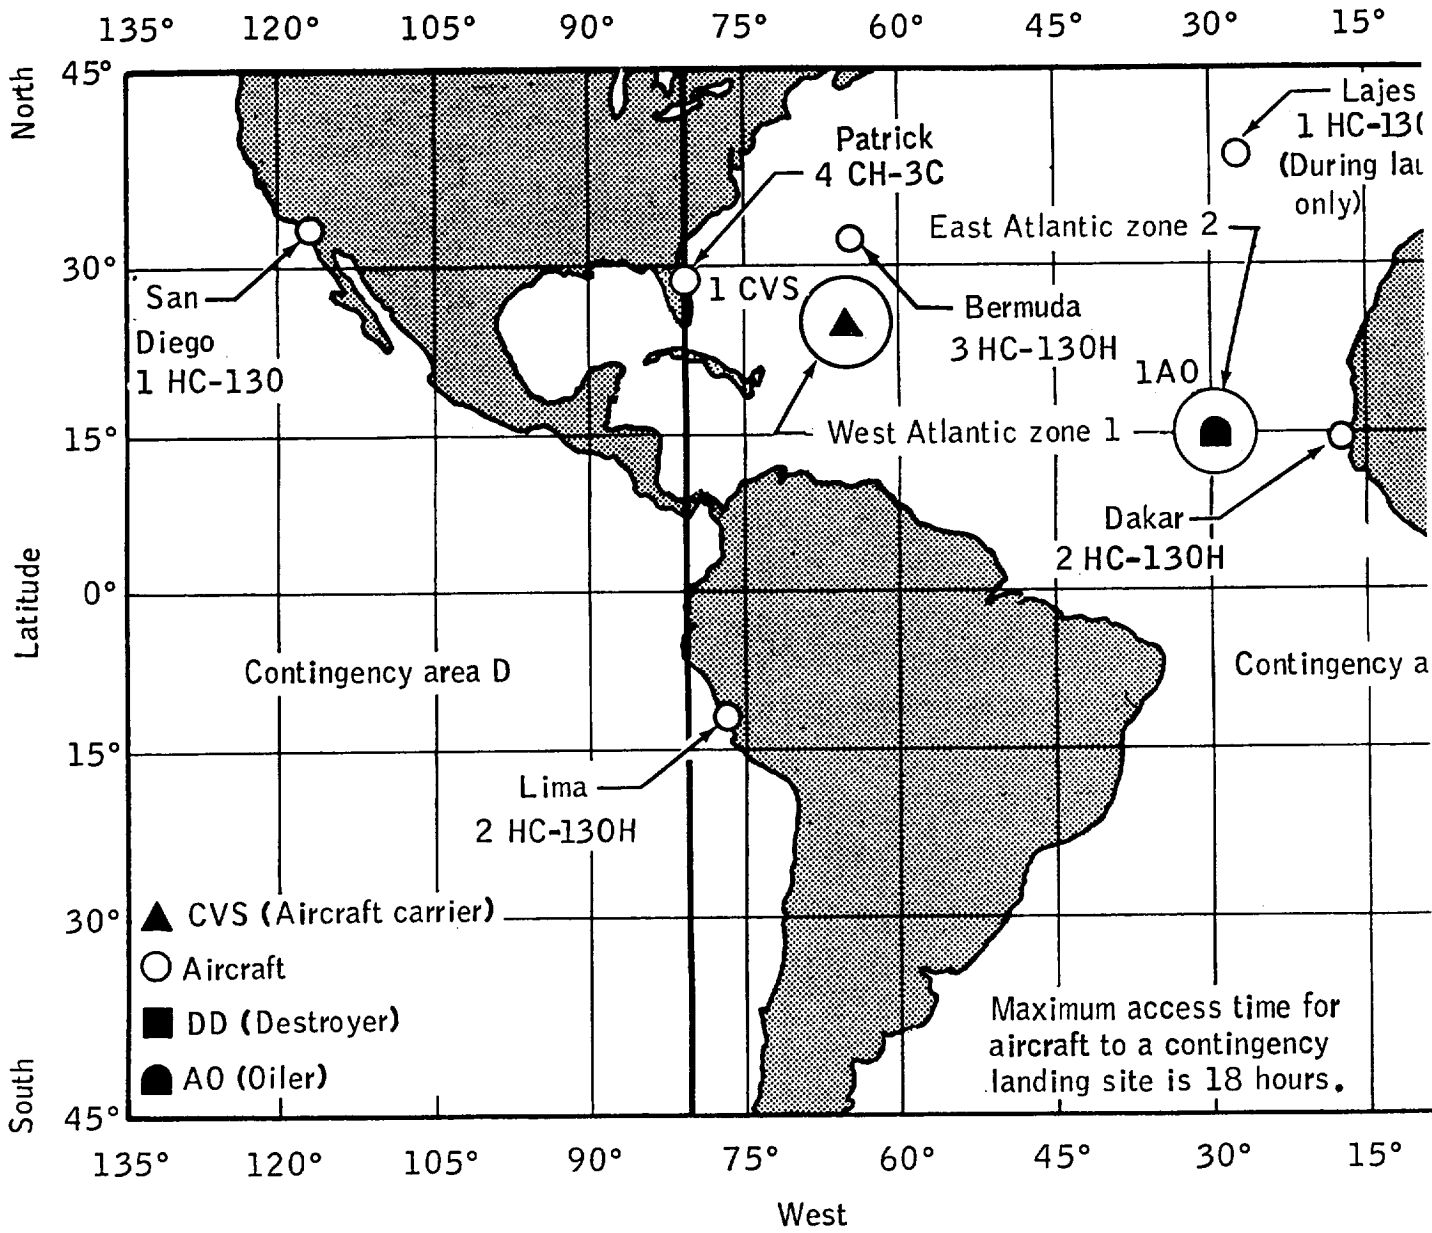 135° 120° 105° 90° 75° 60° 45° 30° 15°
North
45°
Lajes
1 HC-130
(During lau
only)
Patrick
4 CH-3C
East Atlantic zone 2
30°
San
Diego
1 HC-130
1 CVS
Bermuda
3 HC-130H
1AO
15°
West Atlantic zone 1
Dakar
2 HC-130H
Latitude
0°
Contingency area D
Contingency a
15°
Lima
2 HC-130H
30°
CVS (Aircraft carrier)
Aircraft
DD (Destroyer)
AO (Oiler)
Maximum access time for
aircraft to a contingency
landing site is 18 hours.
South
45°
135° 120° 105° 90° 75° 60° 45° 30° 15°
West